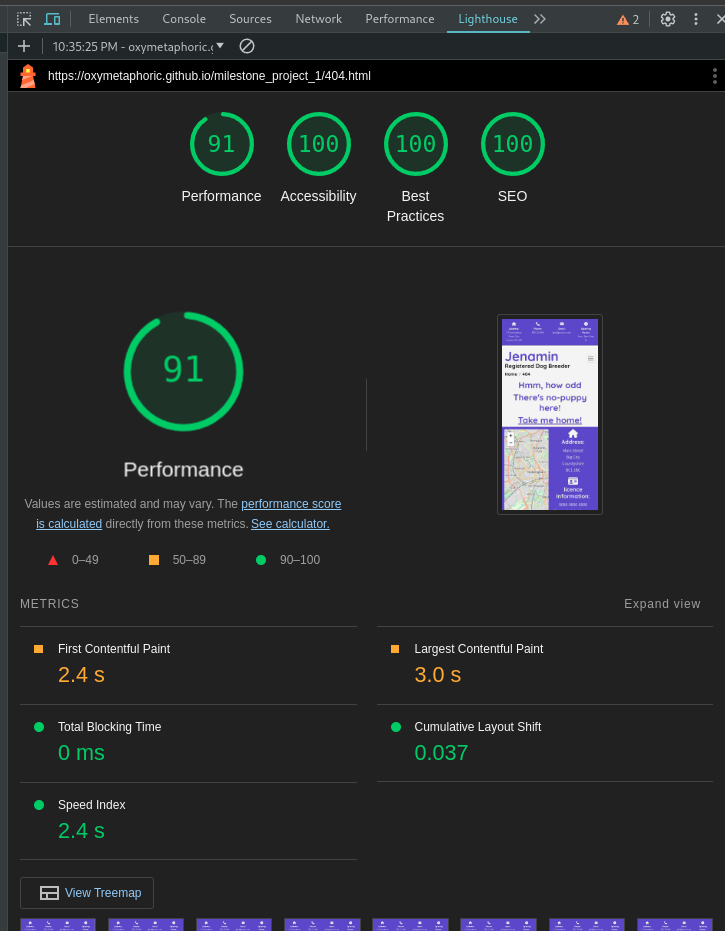 Elements Console Sources Network Performance Lighthouse 2
10:35:25 PM - oxymetaphoric.g
https://oxymetaphoric.github.io/milestone_project_1/404.html
91 100 100 100
Performance Accessibility Best Practices SEO
91
Performance
Values are estimated and may vary. The performance score
is calculated directly from these metrics. See calculator.
0–49 50–89 90–100
Jenamin
Registered Dog Breeder
Home / 404
Hmm, how odd
There's no-puppy
here!
Take me home!
Address:
licence
information:
METRICS Expand view
First Contentful Paint
2.4 s
Largest Contentful Paint
3.0 s
Total Blocking Time
0 ms
Cumulative Layout Shift
0.037
Speed Index
2.4 s
View Treemap